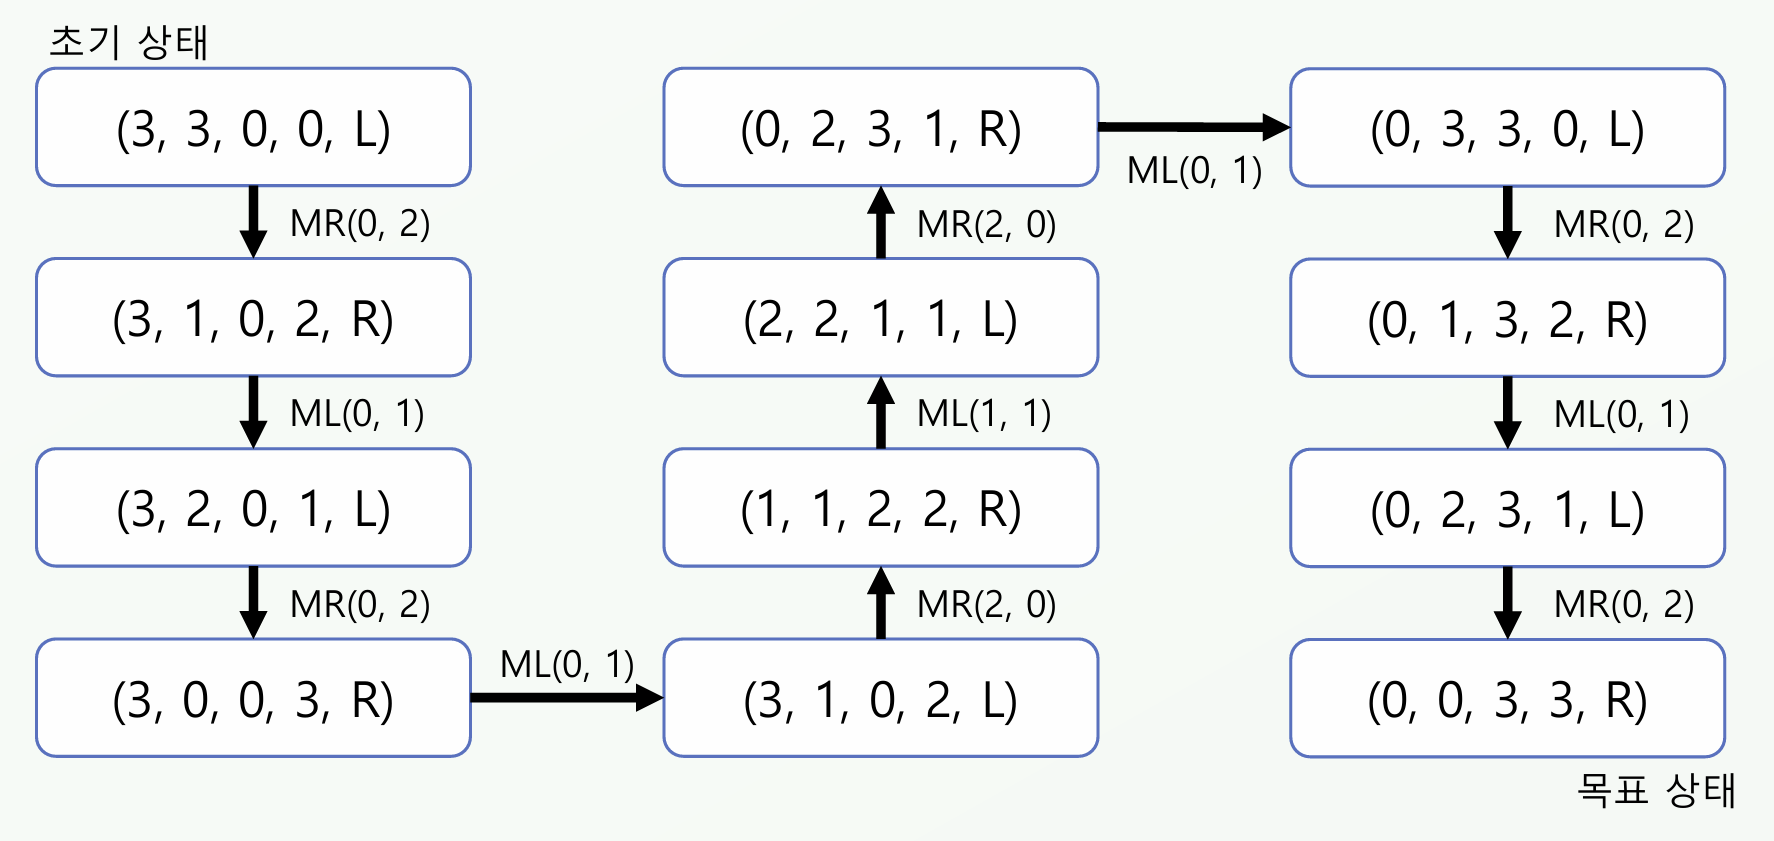 초기 상태
(3, 3, 0, 0, L)
MR(0, 2)
(3, 1, 0, 2, R)
ML(0, 1)
(3, 2, 0, 1, L)
MR(0, 2)
(3, 0, 0, 3, R)
ML(0, 1)
(3, 1, 0, 2, L)
MR(2, 0)
(1, 1, 2, 2, R)
ML(1, 1)
(2, 2, 1, 1, L)
MR(2, 0)
(0, 2, 3, 1, R)
ML(0, 1)
(0, 3, 3, 0, L)
MR(0, 2)
(0, 1, 3, 2, R)
ML(0, 1)
(0, 2, 3, 1, L)
MR(0, 2)
(0, 0, 3, 3, R)
목표 상태